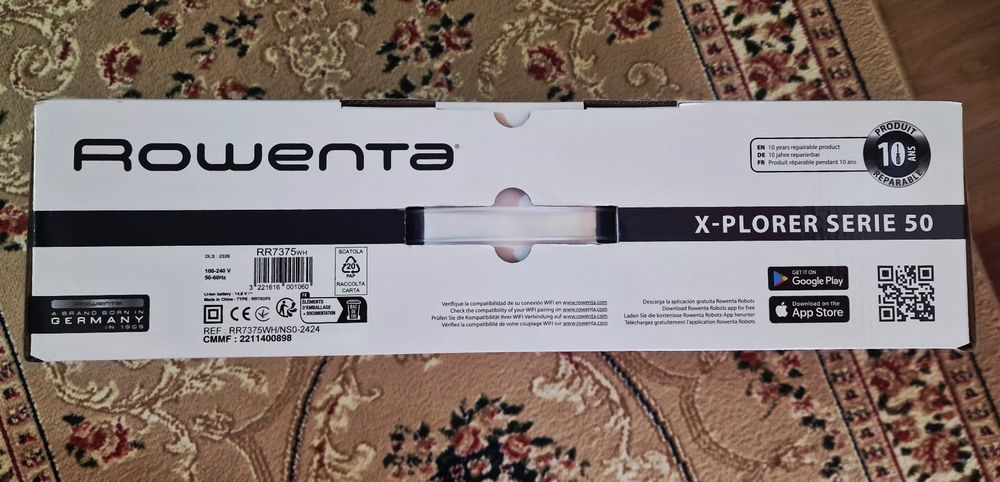 Rowenta®
EN 10 years repairable product
DE 10 jahre reparierbar
FR Produit réparable pendant 10 ans
PRODUIT
10 ANS
RÉPARABLE
X-PLORER SERIE 50
DLS : 2326
RR7375WH
100-240 V
50-60Hz
3 221616 001060
Li-ion battery : 14,8 V
Made in China - TYPE :
SCATOLA
20
PAP
RACCOLTA
CARTA
FR
ÉLÉMENTS
D'EMBALLAGE
+ DOCUMENTATION
BAC
DE
TRI
REF : RR7375WH/NS0-2424
CMMF : 2211400898
Rowenta
A BRAND BORN IN
GERMANY
IN 1909
Verifique la compatibilidad de su conexión WiFi en www.rowenta.com
Check the compatibility of your WiFi connection on www.rowenta.com
Prüfen Sie die Kompatibilität ihrer WiFi-Verbindung auf www.rowenta.com
Vérifiez la compatibilité de votre couplage WiFi sur www.rowenta.com
Descarga la aplicación gratuita Rowenta Robots
Download Rowenta Robots app for free
Laden Sie die kostenlose Rowenta Robots-App herunter
Téléchargez gratuitement l'application Rowenta Robots
GET IT ON
Google Play
Download on the
App Store